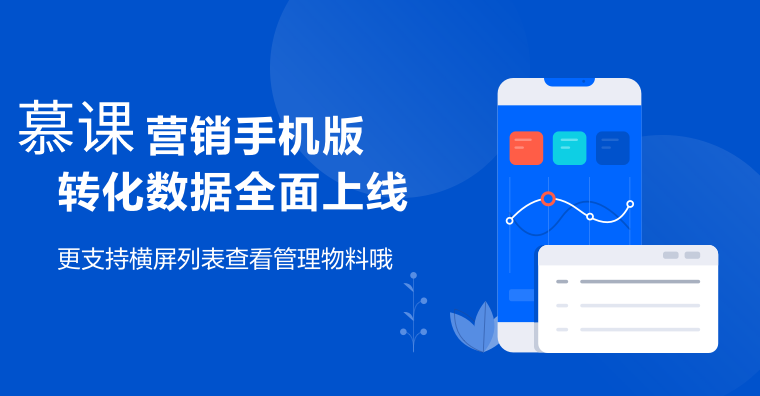 慕课营销手机版
转化数据全面上线
更支持横屏列表查看管理物料哦